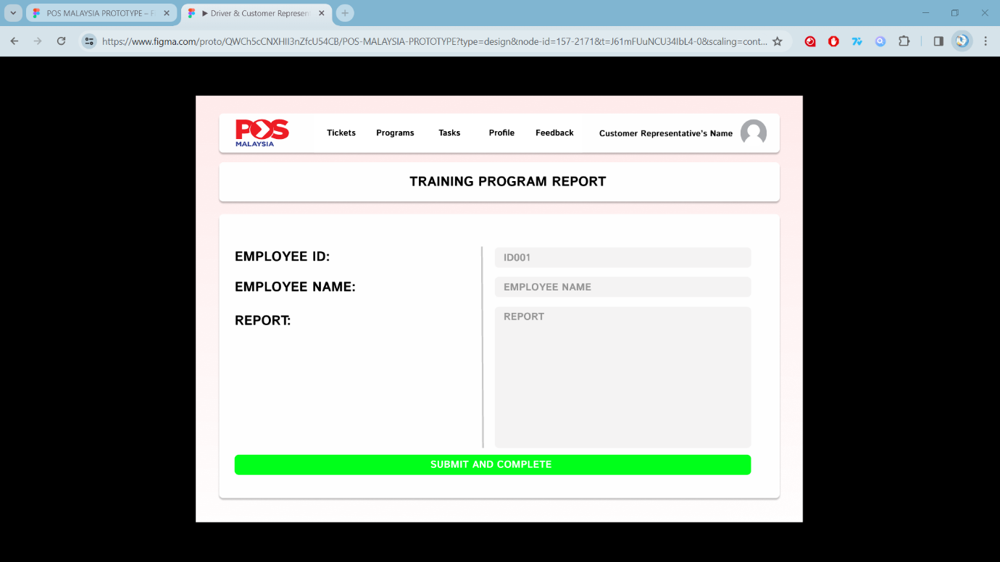 POS MALAYSIA PROTOTYPE – F
▶ Driver & Customer Represen
https://www.figma.com/proto/QWCh5cCNXHlI3nZfcU54CB/POS-MALAYSIA-PROTOTYPE?type=design&node-id=157-2171&t=J61mFUuNCU34IbL4-0&scaling=cont...
POS
MALAYSIA
Tickets Programs Tasks Profile Feedback Customer Representative's Name
TRAINING PROGRAM REPORT
EMPLOYEE ID: ID001
EMPLOYEE NAME: EMPLOYEE NAME
REPORT: REPORT
SUBMIT AND COMPLETE